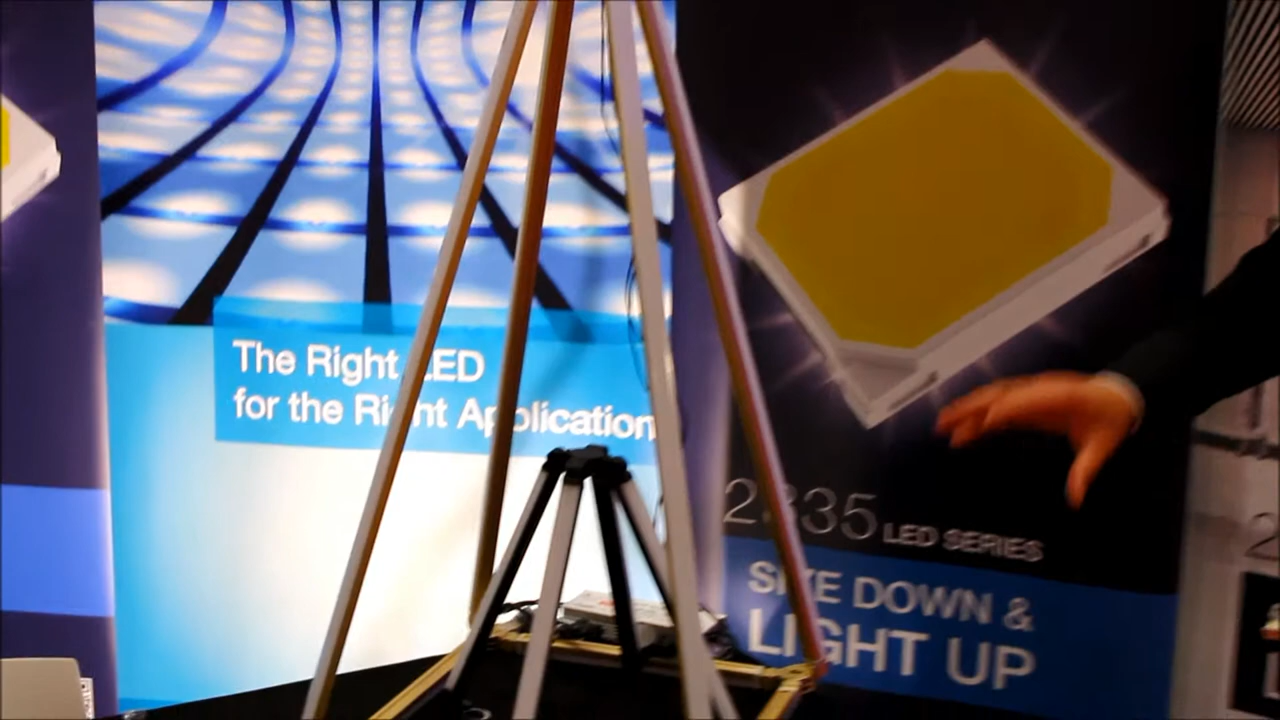 The Right LED
for the Right Application
2835 LED SERIES
SIZE DOWN &
LIGHT UP